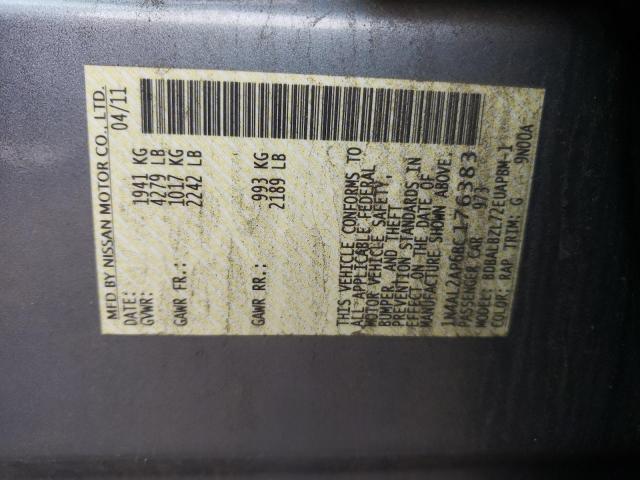 MFD BY NISSAN MOTOR CO., LTD.
DATE: 04/11
GVWR: 1941 KG
4279 LB
GAWR FR.: 1017 KG
2242 LB
GAWR RR.: 993 KG
2189 LB
THIS VEHICLE CONFORMS TO
ALL APPLICABLE FEDERAL
MOTOR VEHICLE SAFETY,
BUMPER, AND THEFT
PREVENTION STANDARDS IN
EFFECT ON THE DATE OF
MANUFACTURE SHOWN ABOVE.
1N4AL2AP6BC176383
PASSENGER CAR 9/3
MODEL: BDBALBZL72EUAPBM-1
COLOR: RAP TRIM: G 9N00A